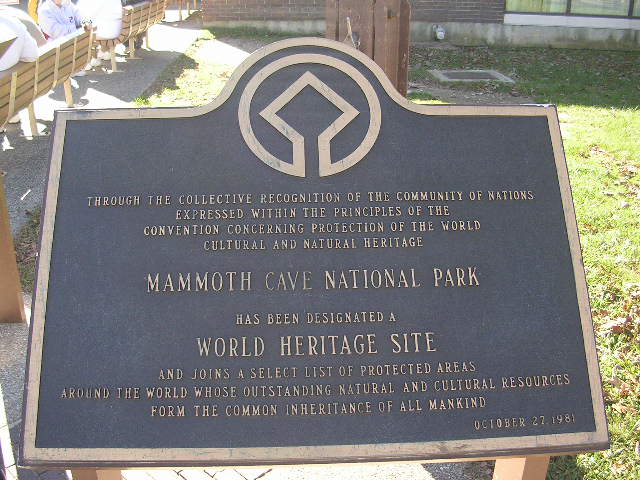 THROUGH THE COLLECTIVE RECOGNITION OF THE COMMUNITY OF NATIONS
EXPRESSED WITHIN THE PRINCIPLES OF THE
CONVENTION CONCERNING PROTECTION OF THE WORLD
CULTURAL AND NATURAL HERITAGE
MAMMOTH CAVE NATIONAL PARK
HAS BEEN DESIGNATED A
WORLD HERITAGE SITE
AND JOINS A SELECT LIST OF PROTECTED AREAS
AROUND THE WORLD WHOSE OUTSTANDING NATURAL AND CULTURAL RESOURCES
FORM THE COMMON INHERITANCE OF ALL MANKIND
OCTOBER 27, 1981